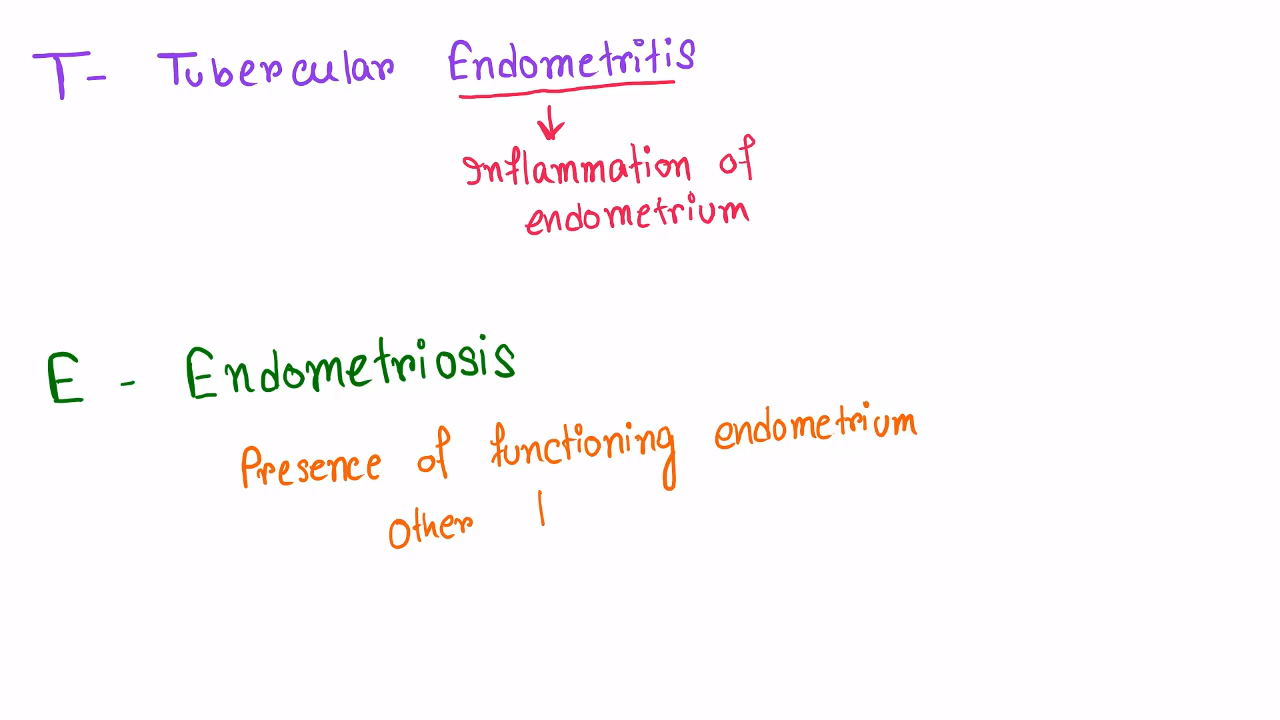 T- Tubercular Endometritis
↓
Inflammation of
endometrium
E - Endometriosis
Presence of functioning endometrium
Other